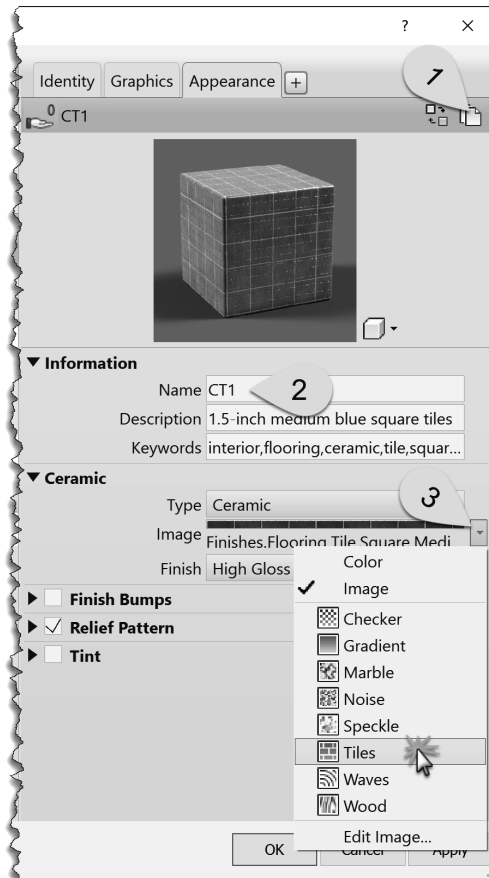 ?
1
Identity Graphics Appearance +
0
CT1
Information
Name CT1
2
Description 1.5-inch medium blue square tiles
Keywords interior,flooring,ceramic,tile,squar...
Ceramic
3
Type Ceramic
Image Finishes.Flooring Tile Square Medi
Finish High Gloss
Color
Image
Finish Bumps
Checker
Relief Pattern
Gradient
Tint
Marble
Noise
Speckle
Tiles
Waves
Wood
Edit Image...
OK Cancel Apply